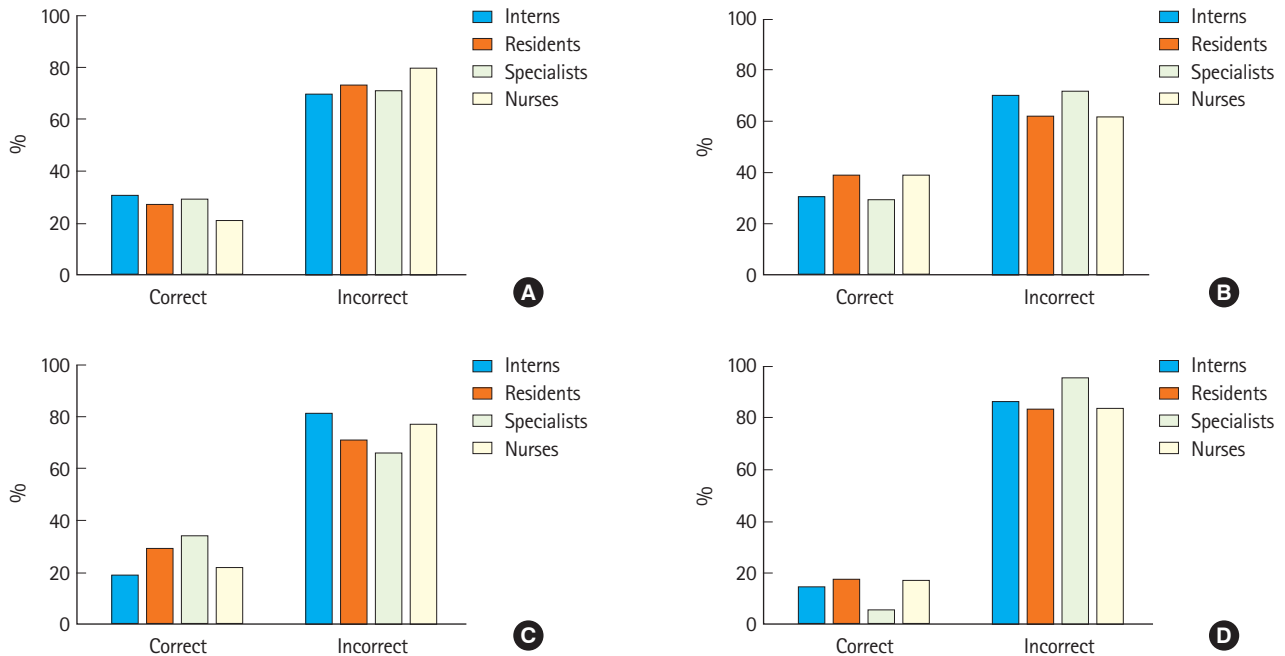 100
80
60
40
20
0
%
Correct
Incorrect
Interns
Residents
Specialists
Nurses
A
100
80
60
40
20
0
%
Correct
Incorrect
Interns
Residents
Specialists
Nurses
B
100
80
60
40
20
0
%
Correct
Incorrect
Interns
Residents
Specialists
Nurses
C
100
80
60
40
20
0
%
Correct
Incorrect
Interns
Residents
Specialists
Nurses
D